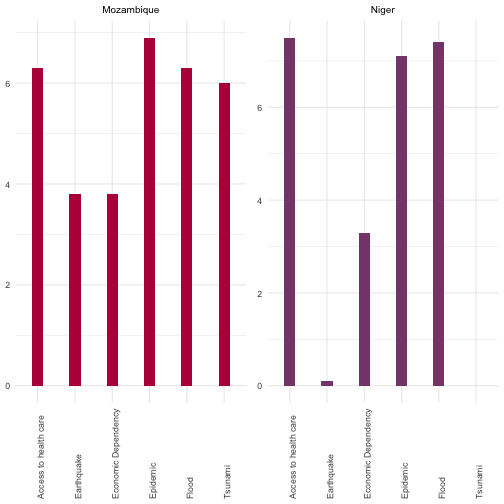 Mozambique
Niger
6
4
2
0
6
4
2
0
Access to health care
Earthquake
Economic Dependency
Epidemic
Flood
Tsunami
Access to health care
Earthquake
Economic Dependency
Epidemic
Flood
Tsunami